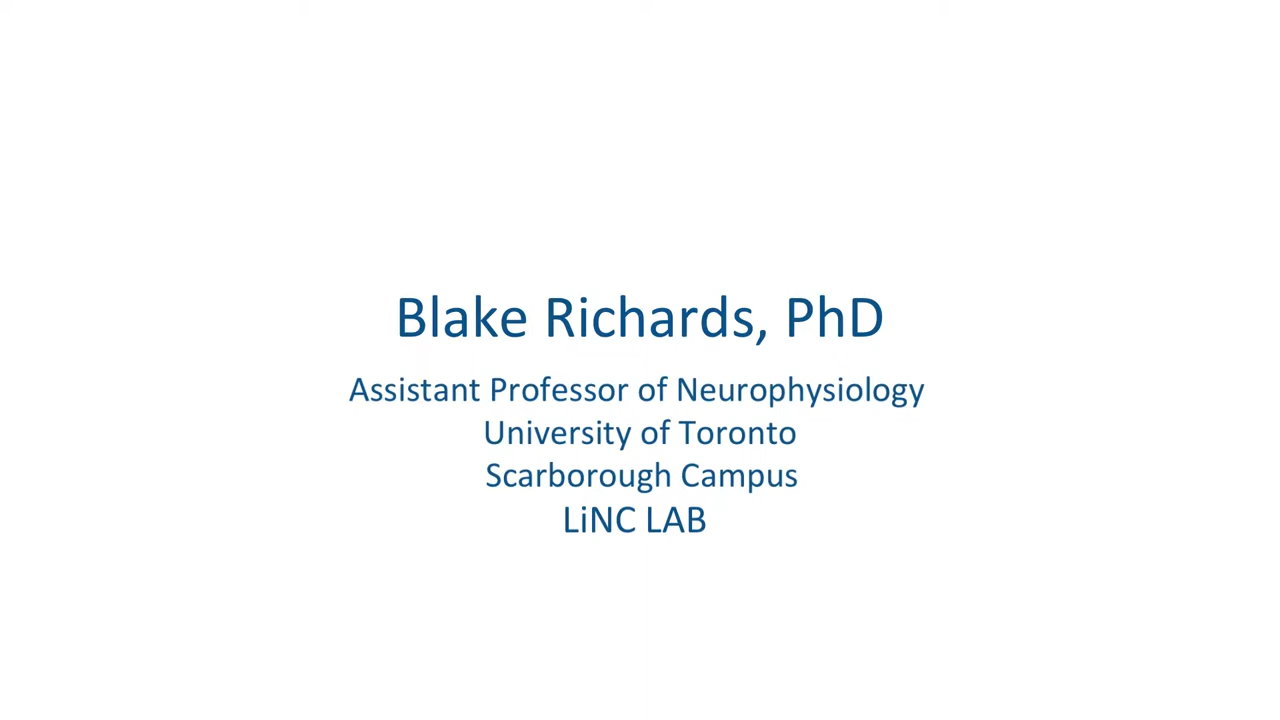 Blake Richards, PhD
Assistant Professor of Neurophysiology
University of Toronto
Scarborough Campus
LiNC LAB